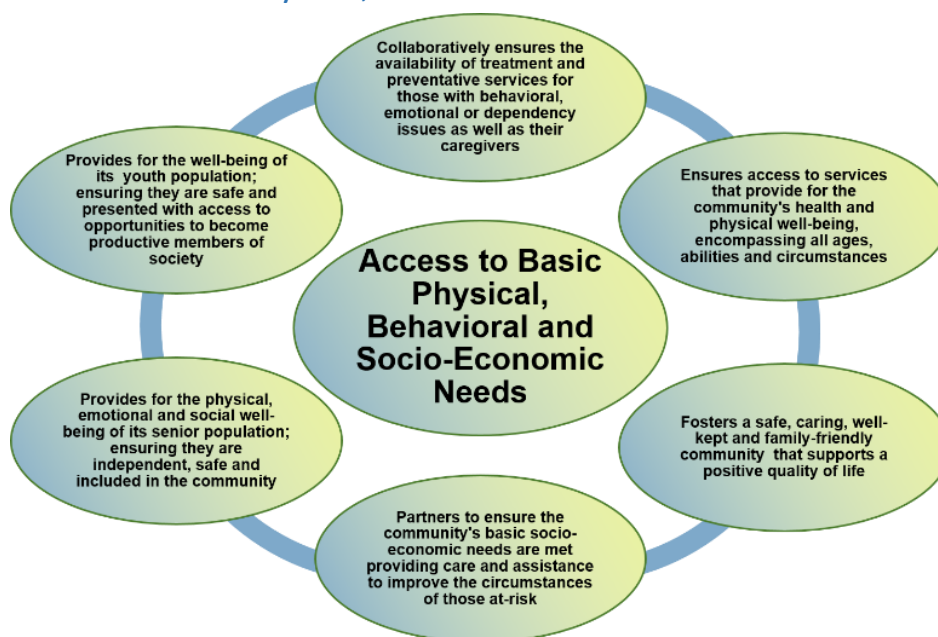 Collaboratively ensures the
availability of treatment and
preventative services for
those with behavioral,
emotional or dependency
issues as well as their
caregivers
Provides for the well-being of
its youth population;
ensuring they are safe and
presented with access to
opportunities to become
productive members of
society
Ensures access to services
that provide for the
community's health and
physical well-being,
encompassing all ages,
abilities and circumstances
Access to Basic
Physical,
Behavioral and
Socio-Economic
Needs
Provides for the physical,
emotional and social well-
being of its senior population;
ensuring they are
independent, safe and
included in the community
Fosters a safe, caring, well-
kept and family-friendly
community that supports a
positive quality of life
Partners to ensure the
community's basic socio-
economic needs are met
providing care and assistance
to improve the circumstances
of those at-risk